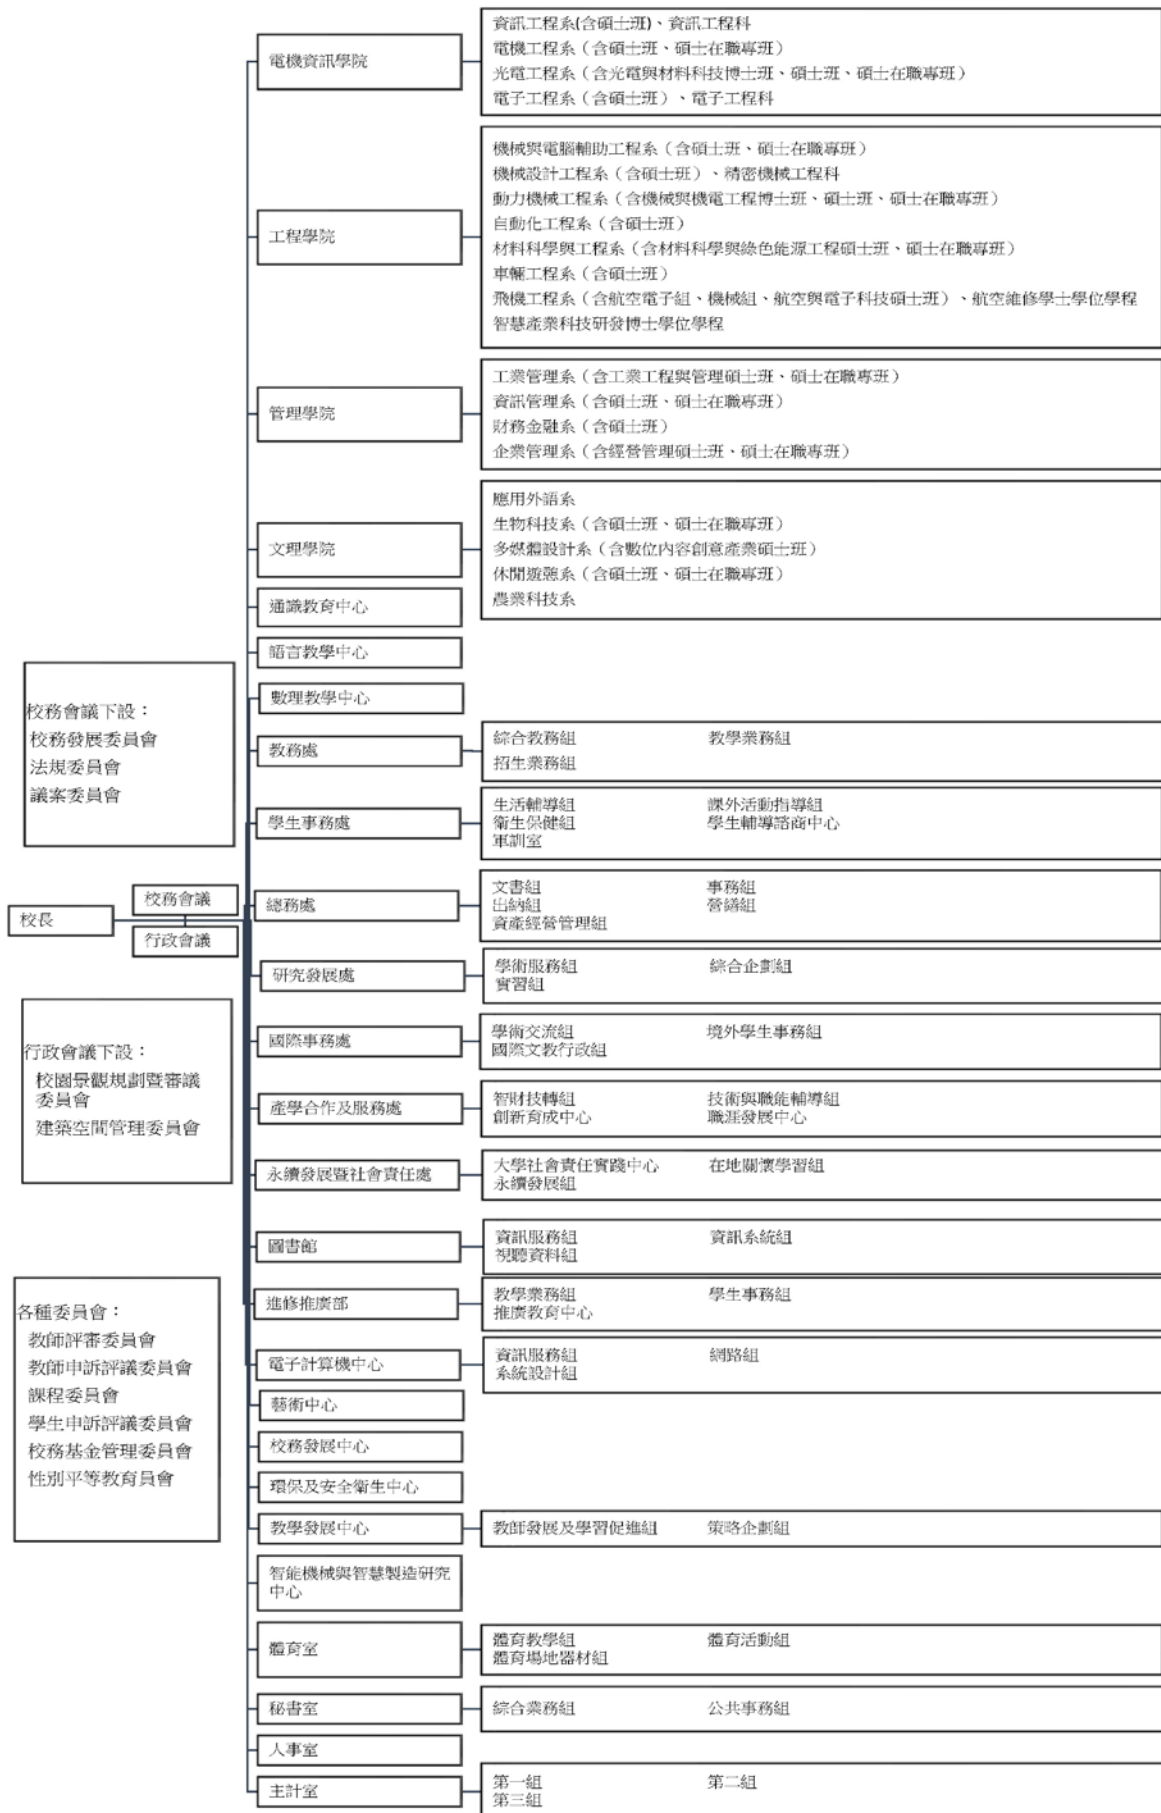 電機資訊學院
資訊工程系(含碩士班)、資訊工程科
電機工程系（含碩士班、碩士在職專班）
光電工程系（含光電與材料科技博士班、碩士班、碩士在職專班）
電子工程系（含碩士班）、電子工程科
工程學院
機械與電腦輔助工程系（含碩士班、碩士在職專班）
機械設計工程系（含碩士班）、精密機械工程科
動力機械工程系（含機械與機電工程博士班、碩士班、碩士在職專班）
自動化工程系（含碩士班）
材料科學與工程系（含材料科學與綠色能源工程碩士班、碩士在職專班）
車輛工程系（含碩士班）
飛機工程系（含航空電子組、機械組、航空與電子科技碩士班）、航空維修學士學位學程
智慧產業科技研發博士學位學程
管理學院
工業管理系（含工業工程與管理碩士班、碩士在職專班）
資訊管理系（含碩士班、碩士在職專班）
財務金融系（含碩士班）
企業管理系（含經營管理碩士班、碩士在職專班）
文理學院
應用外語系
生物科技系（含碩士班、碩士在職專班）
多媒體設計系（含數位內容創意產業碩士班）
休閒遊憩系（含碩士班、碩士在職專班）
農業科技系
通識教育中心
語言教學中心
數理教學中心
校務會議下設：
校務發展委員會
法規委員會
議案委員會
教務處
綜合教務組 教學業務組
招生業務組
學生事務處
生活輔導組 課外活動指導組
衛生保健組 學生輔導諮商中心
軍訓室
校長
校務會議
行政會議
總務處
文書組 事務組
出納組 營繕組
資產經營管理組
研究發展處
學術服務組 綜合企劃組
實習組
行政會議下設：
校園景觀規劃暨審議
委員會
建築空間管理委員會
國際事務處
學術交流組 境外學生事務組
國際文教行政組
產學合作及服務處
智財技轉組 技術與職能輔導組
創新育成中心 職涯發展中心
永續發展暨社會責任處
大學社會責任實踐中心 在地關懷學習組
永續發展組
圖書館
資訊服務組 資訊系統組
視聽資料組
各種委員會：
教師評審委員會
教師申訴評議委員會
課程委員會
學生申訴評議委員會
校務基金管理委員會
性別平等教育員會
進修推廣部
教學業務組 學生事務組
推廣教育中心
電子計算機中心
資訊服務組 網路組
系統設計組
藝術中心
校務發展中心
環保及安全衛生中心
教學發展中心
教師發展及學習促進組 策略企劃組
智能機械與智慧製造研究
中心
體育室
體育教學組 體育活動組
體育場地器材組
秘書室
綜合業務組 公共事務組
人事室
主計室
第一組 第二組
第三組